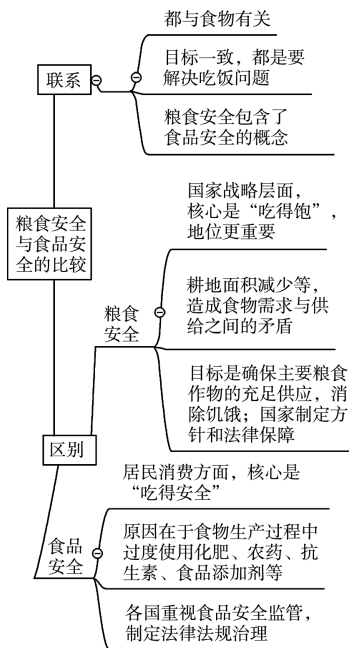 都与食物有关
目标一致，都是要
解决吃饭问题
联系
粮食安全包含了
食品安全的概念
粮食安全
与食品安
全的比较
国家战略层面，
核心是“吃得饱”，
地位更重要
耕地面积减少等，
造成食物需求与供
给之间的矛盾
粮食
安全
目标是确保主要粮食
作物的充足供应，消
除饥饿；国家制定方
针和法律保障
区别
居民消费方面，核心是
“吃得安全”
原因在于食物生产过程中
过度使用化肥、农药、抗
生素、食品添加剂等
食品
安全
各国重视食品安全监管，
制定法律法规治理